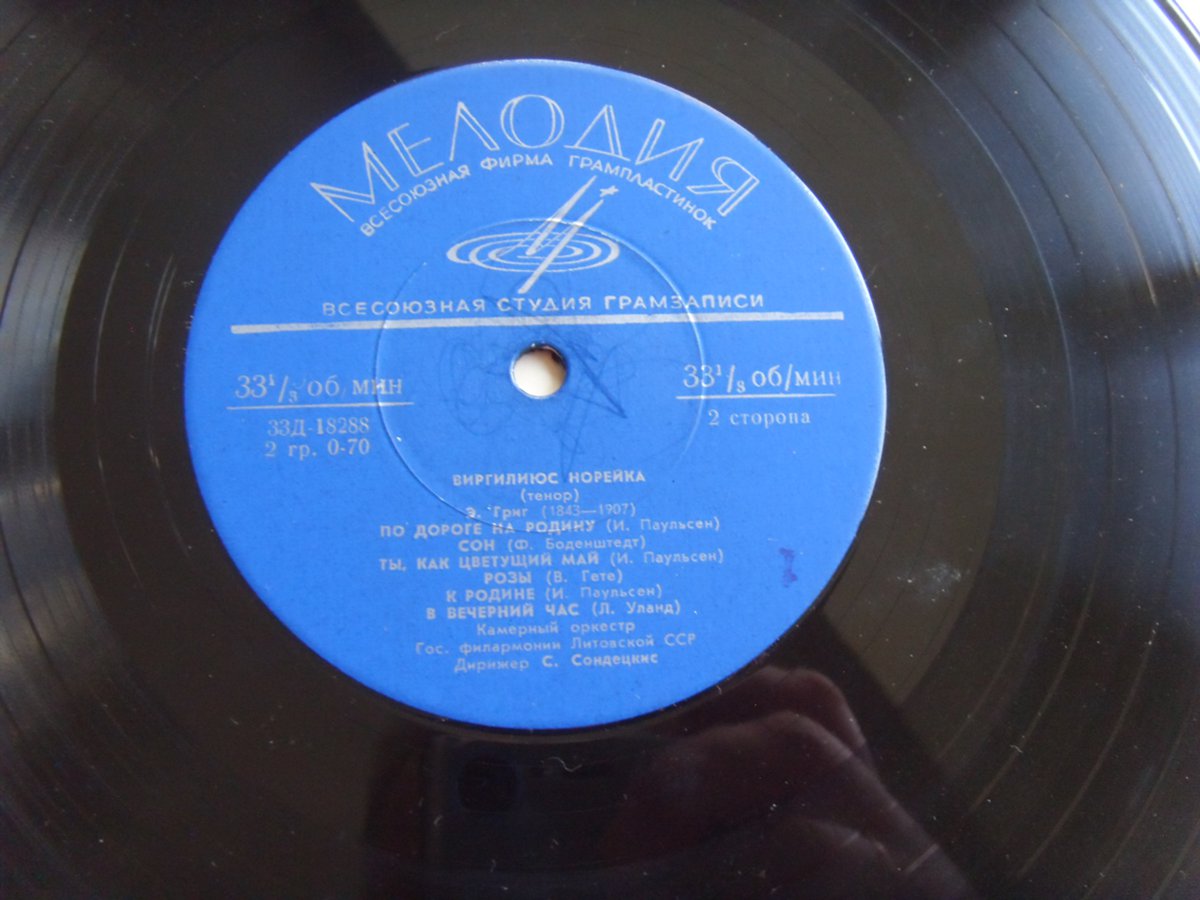 МЕЛОДИЯ
ВСЕСОЮЗНАЯ ФИРМА ГРАМПЛАСТИНОК
ВСЕСОЮЗНАЯ СТУДИЯ ГРАМЗАПИСИ
33¹/₃ об/мин
33¹/₃ об/мин
33Д-18288
2 сторона
2 гр. 0-70
ВИРГИЛИЮС НОРЕЙКА
(тенор)
Э. Григ (1843—1907)
ПО ДОРОГЕ НА РОДИНУ (И. Паульсен)
СОН (Ф. Боденштедт)
ТЫ, КАК ЦВЕТУЩИЙ МАЙ (И. Паульсен)
РОЗЫ (В. Гете)
К РОДИНЕ (И. Паульсен)
В ВЕЧЕРНИЙ ЧАС (Л. Уланд)
Камерный оркестр
Гос. филармонии Литовской ССР
Дирижер С. Сондецкис